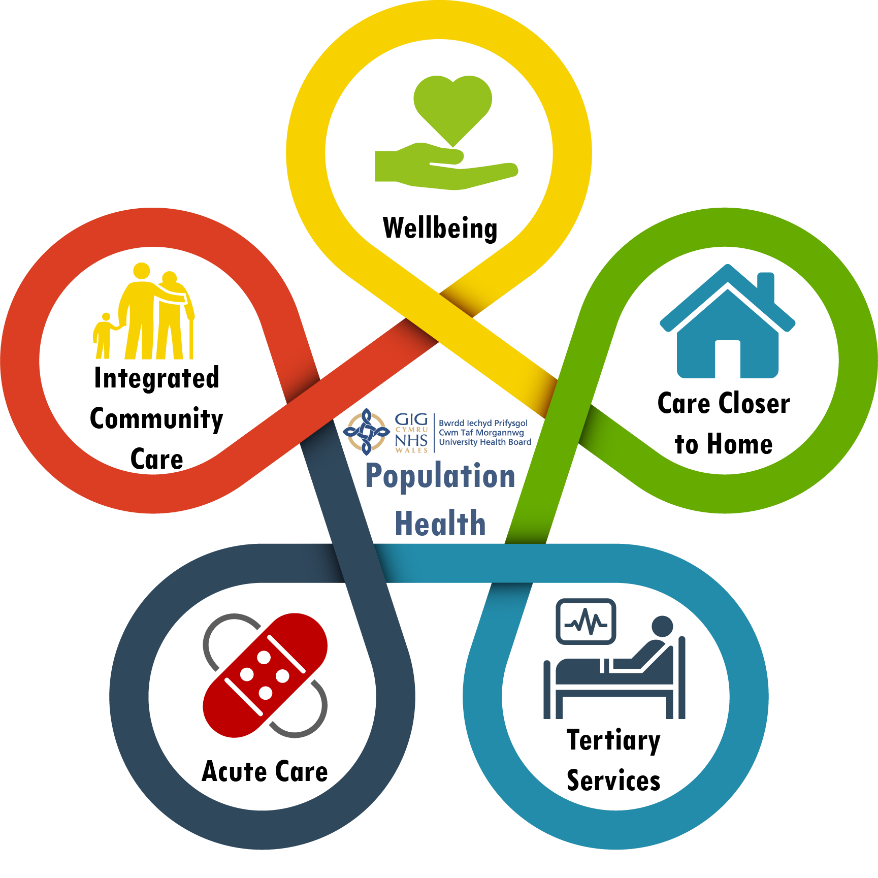 Wellbeing
Integrated
Community
Care
Care Closer
to Home
GIG
CYMRU
NHS
WALES
Bwrdd Iechyd Prifysgol
Cwm Taf Morgannwg
University Health Board
Population
Health
Acute Care
Tertiary
Services